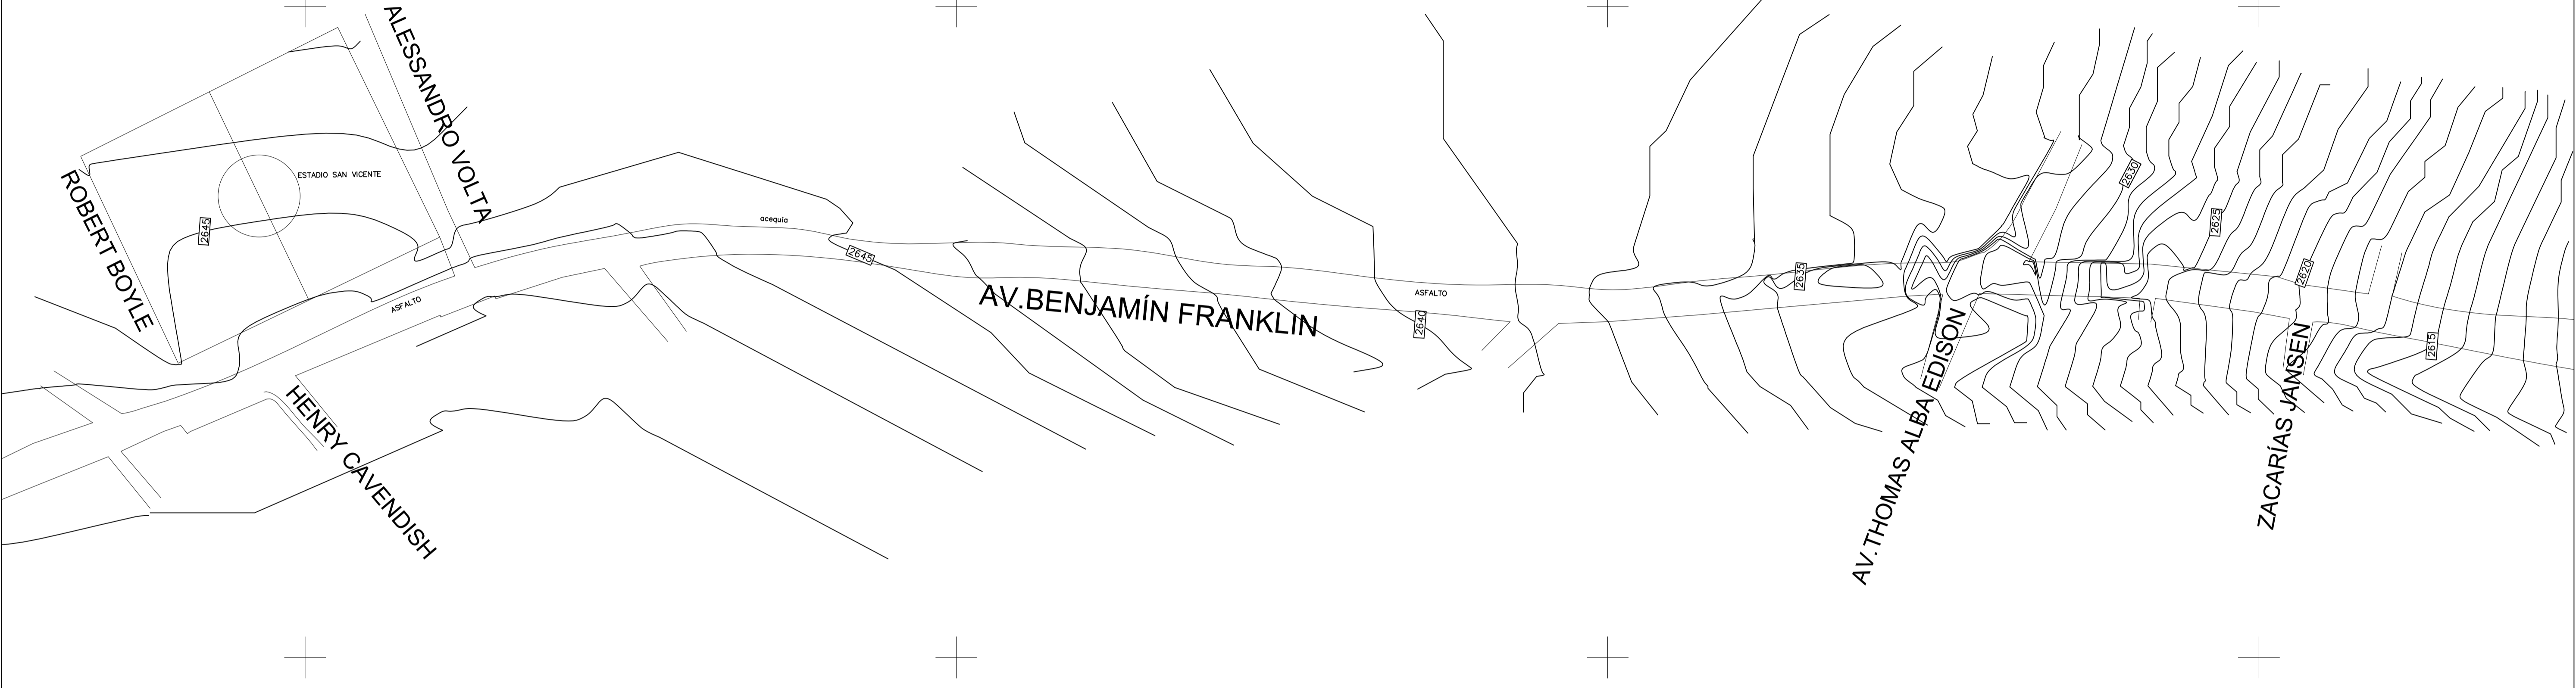 ALESSANDRO VOLTA
ESTADIO SAN VICENTE
ROBERT BOYLE
2645
acequia
2645
ASFALTO
AV.BENJAMÍN FRANKLIN
ASFALTO
2640
2635
2630
2625
2620
2615
HENRY CAVENDISH
AV.THOMAS ALBA EDISON
ZACARÍAS JANSEN